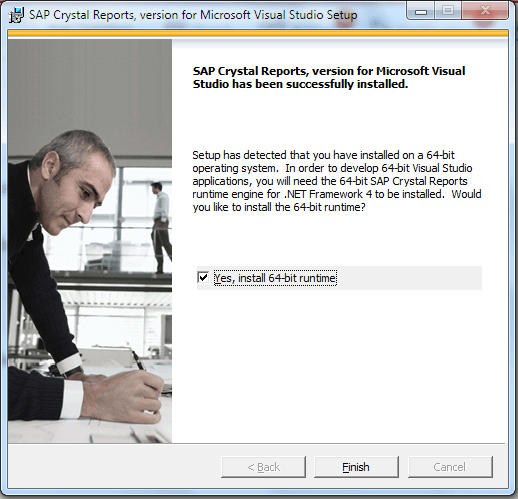 SAP Crystal Reports, version for Microsoft Visual Studio Setup
SAP Crystal Reports, version for Microsoft Visual
Studio has been successfully installed.
Setup has detected that you have installed on a 64-bit
operating system.  In order to develop 64-bit Visual Studio
applications, you will need the 64-bit SAP Crystal Reports
runtime engine for .NET Framework 4 to be installed.  Would
you like to install the 64-bit runtime?
Yes, install 64-bit runtime
< Back
Finish
Cancel